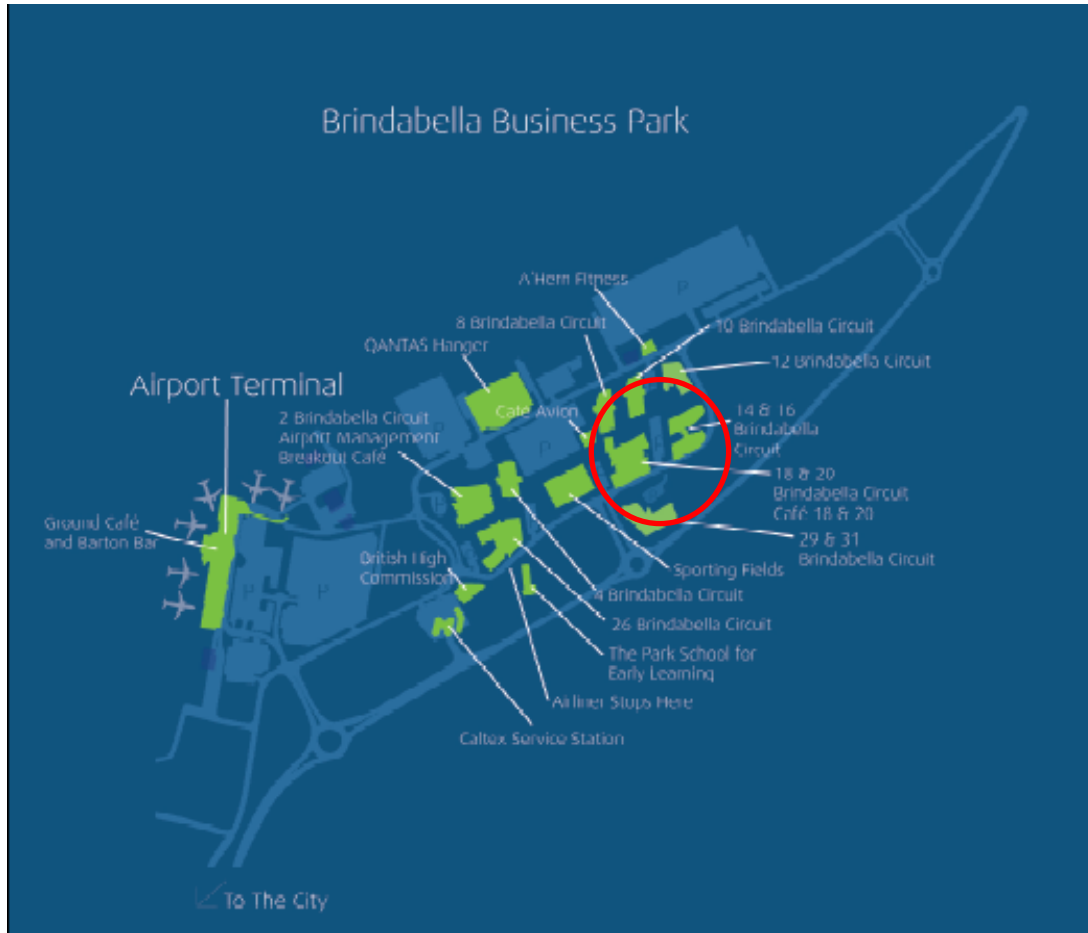 Brindabella Business Park
A'Hern Fitness
P
8 Brindabella Circuit
10 Brindabella Circuit
QANTAS Hanger
12 Brindabella Circuit
Airport Terminal
Café Avion
2 Brindabella Circuit
Airport Management
Breakout Café
14 & 16
Brindabella
Circuit
P
P
18 & 20
Brindabella Circuit
Café 18 & 20
Ground Café
and Barton Bar
29 & 31
Brindabella Circuit
British High
Commission
Sporting Fields
P
P
4 Brindabella Circuit
26 Brindabella Circuit
The Park School for
Early Learning
Airliner Stops Here
Caltex Service Station
To The City